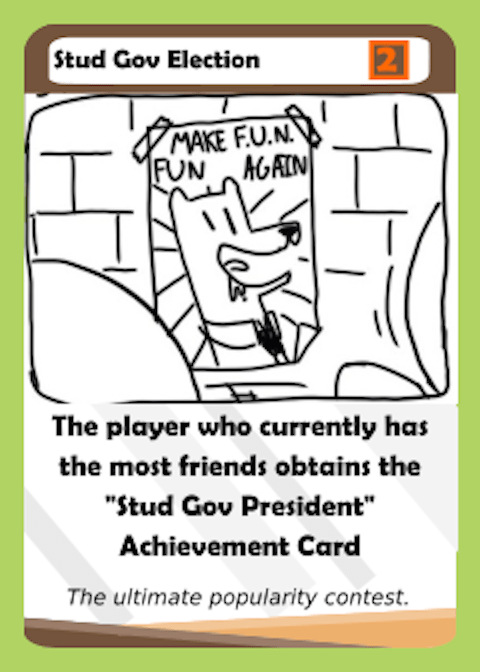 Stud Gov Election 2
MAKE F.U.N.
FUN AGAIN
The player who currently has
the most friends obtains the
"Stud Gov President"
Achievement Card
The ultimate popularity contest.